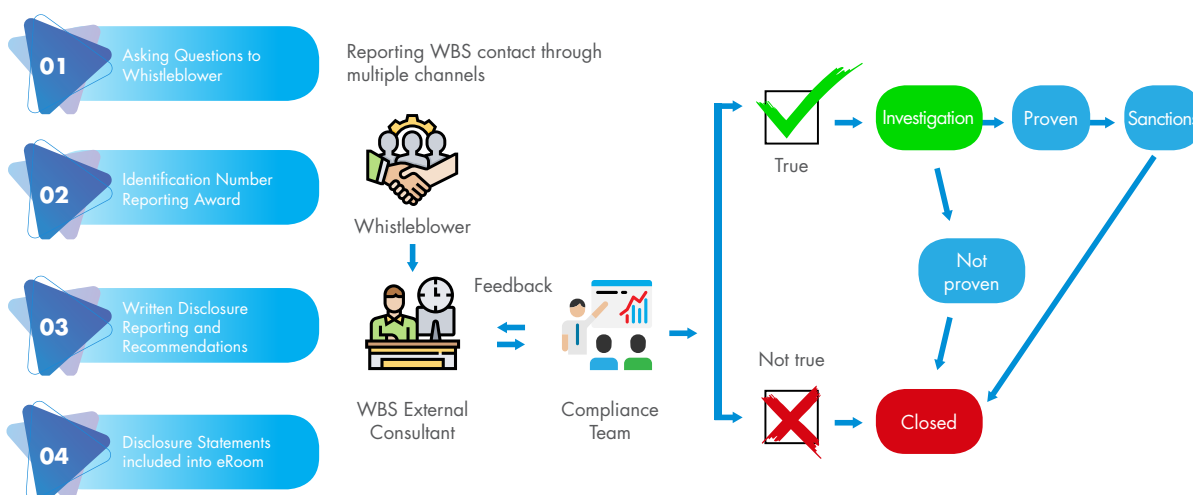 01
Asking Questions to
Whistleblower
02
Identification Number
Reporting Award
03
Written Disclosure
Reporting and
Recommendations
04
Disclosure Statements
included into eRoom
Reporting WBS contact through
multiple channels
Whistleblower
Feedback
WBS External
Consultant
Compliance
Team
True
Investigation
Proven
Sanctions
Not
proven
Not true
Closed